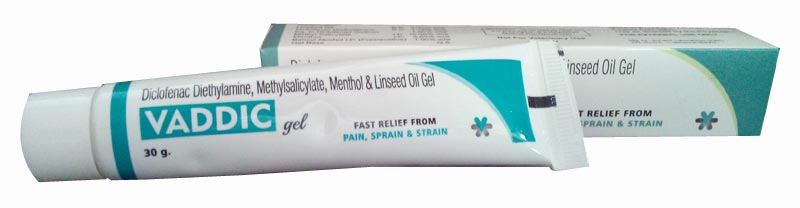 Diclofenac Diethylamine, Methylsalicylate, Menthol & Linseed Oil Gel
VADDIC gel
FAST RELIEF FROM
PAIN, SPRAIN & STRAIN
30 g.
Linseed Oil Gel
RELIEF FROM
SPRAIN & STRAIN